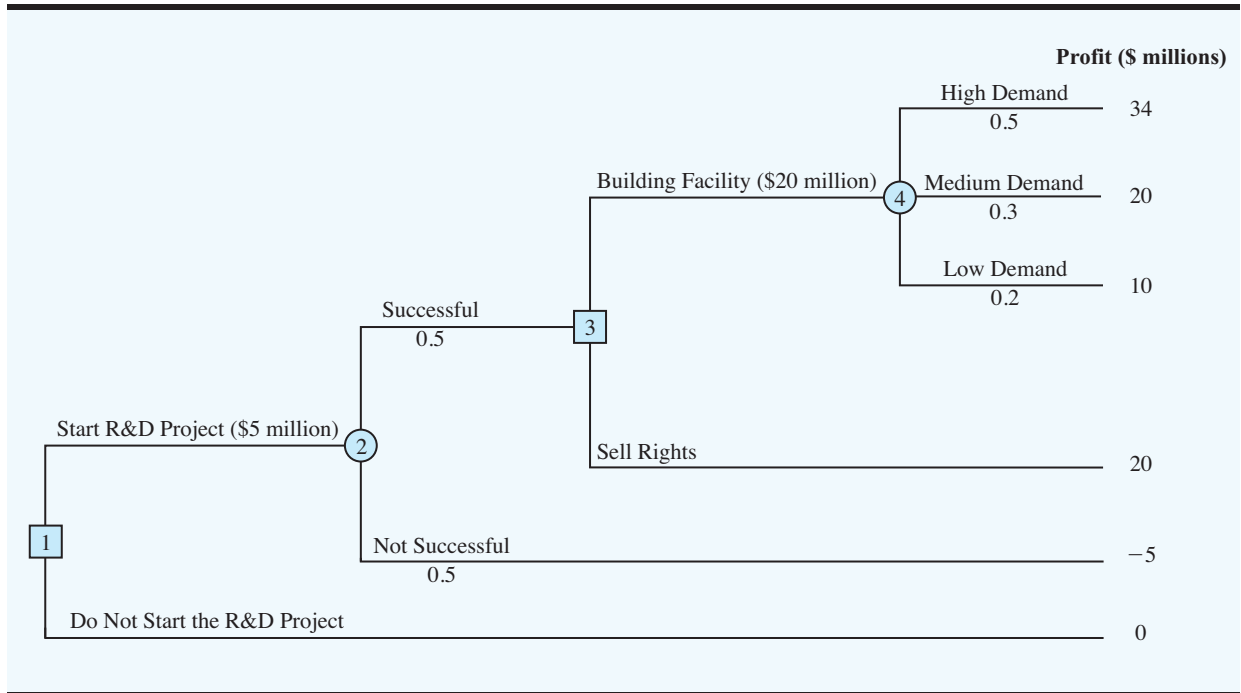 Profit ($ millions)
High Demand
0.5
34
Building Facility ($20 million)
4
Medium Demand
0.3
20
Low Demand
0.2
10
Successful
0.5
3
Start R&D Project ($5 million)
2
Sell Rights
20
1
Not Successful
0.5
−5
Do Not Start the R&D Project
0